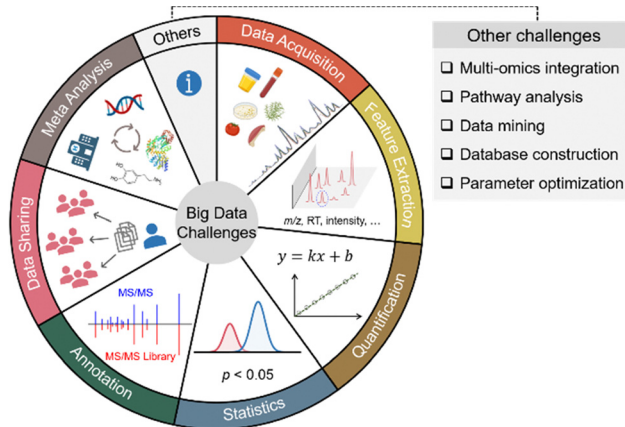 Others
Data Acquisition
Feature Extraction
Quantification
Statistics
Annotation
Data Sharing
Meta Analysis
Big Data
Challenges
m/z, RT, intensity, ...
y = kx + b
p < 0.05
MS/MS
MS/MS Library
HO
HO
Other challenges
Multi-omics integration
Pathway analysis
Data mining
Database construction
Parameter optimization